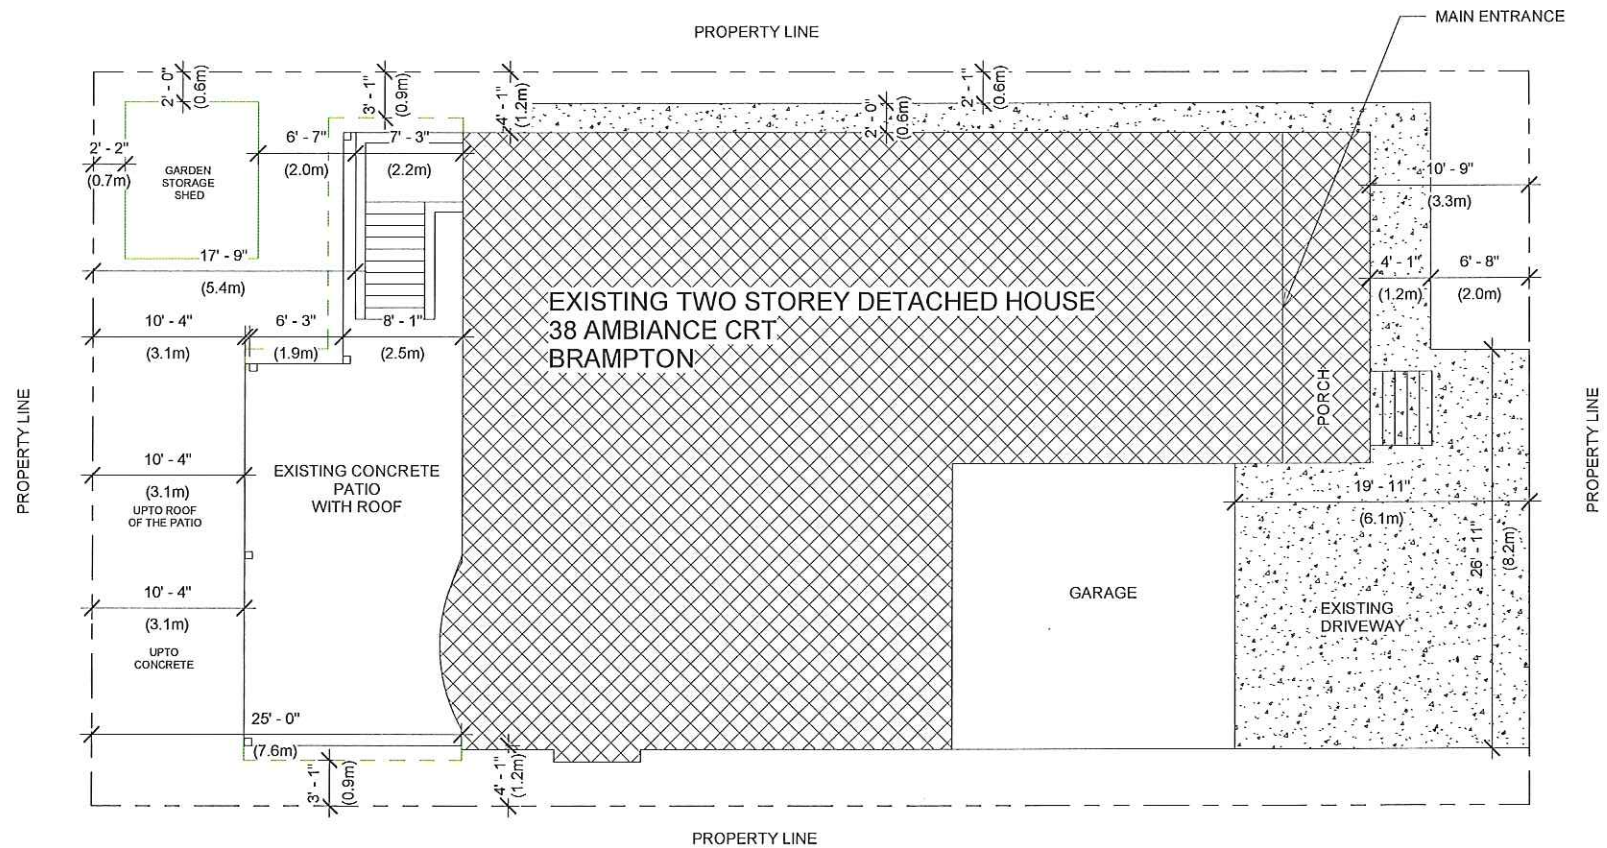 MAIN ENTRANCE
PROPERTY LINE
2' - 0"
(0.6m)
3' - 1"
(0.9m)
4' - 1"
(1.2m)
2' - 0"
(0.6m)
2' - 1"
(0.6m)
2' - 2"
(0.7m)
GARDEN
STORAGE
SHED
6' - 7"
(2.0m)
7' - 3"
(2.2m)
10' - 9"
(3.3m)
17' - 9"
(5.4m)
4' - 1"
(1.2m)
6' - 8"
(2.0m)
EXISTING TWO STOREY DETACHED HOUSE
38 AMBIANCE CRT
BRAMPTON
10' - 4"
(3.1m)
6' - 3"
(1.9m)
8' - 1"
(2.5m)
PORCH
PROPERTY LINE
PROPERTY LINE
10' - 4"
(3.1m)
UPTO ROOF
OF THE PATIO
EXISTING CONCRETE
PATIO
WITH ROOF
19' - 11"
(6.1m)
26' - 11"
(8.2m)
10' - 4"
(3.1m)
UPTO
CONCRETE
GARAGE
EXISTING
DRIVEWAY
25' - 0"
(7.6m)
3' - 1"
(0.9m)
4' - 1"
(1.2m)
PROPERTY LINE